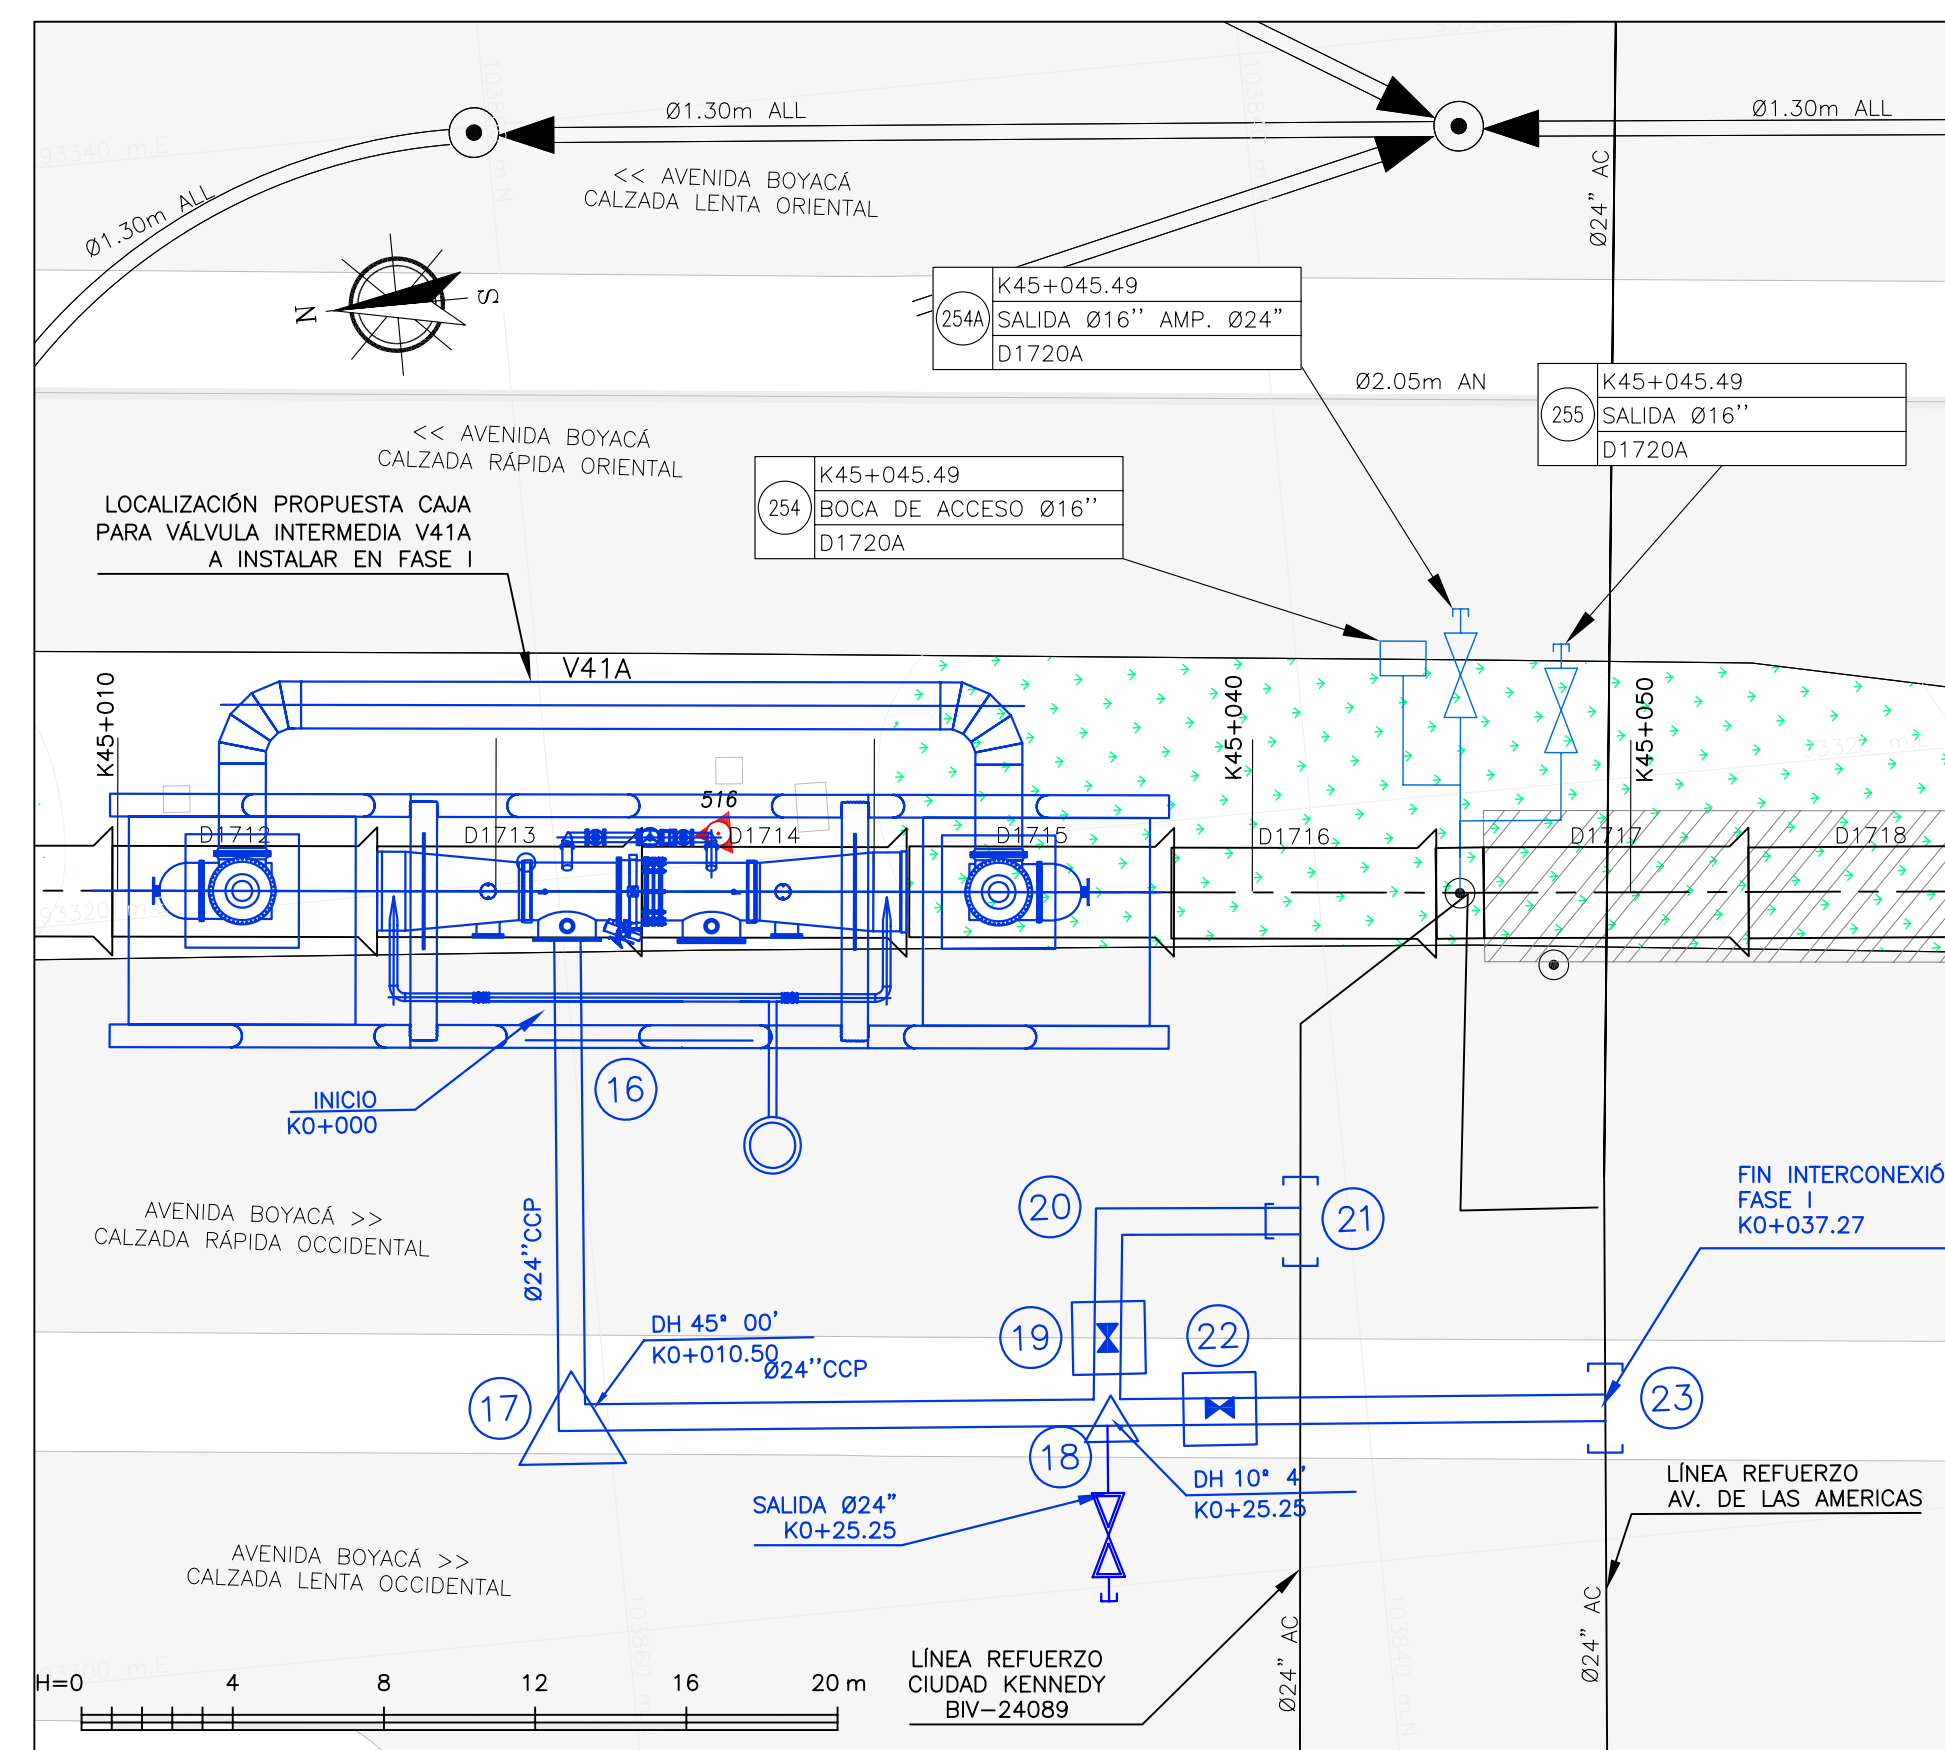 Ø1.30m ALL
Ø1.30m ALL
Ø1.30m ALL
<< AVENIDA BOYACÁ
CALZADA LENTA ORIENTAL
Ø24" AC
N
S
254A
K45+045.49
SALIDA Ø16'' AMP. Ø24"
D1720A
Ø2.05m AN
255
K45+045.49
SALIDA Ø16''
D1720A
<< AVENIDA BOYACÁ
CALZADA RÁPIDA ORIENTAL
254
K45+045.49
BOCA DE ACCESO Ø16''
D1720A
LOCALIZACIÓN PROPUESTA CAJA
PARA VÁLVULA INTERMEDIA V41A
A INSTALAR EN FASE I
V41A
K45+010
K45+040
K45+050
93340 m.E
93320 m.E
516
D1712
D1713
D1714
D1715
D1716
D1717
D1718
INICIO
K0+000
16
Ø24''CCP
AVENIDA BOYACÁ >>
CALZADA RÁPIDA OCCIDENTAL
20
21
FIN INTERCONEXIÓ
FASE I
K0+037.27
DH 45ª 00'
K0+010.50
Ø24''CCP
19
22
17
18
23
DH 10ª 4'
K0+25.25
SALIDA Ø24"
K0+25.25
LÍNEA REFUERZO
AV. DE LAS AMERICAS
AVENIDA BOYACÁ >>
CALZADA LENTA OCCIDENTAL
Ø24" AC
Ø24" AC
LÍNEA REFUERZO
CIUDAD KENNEDY
BIV-24089
H=0 4 8 12 16 20 m